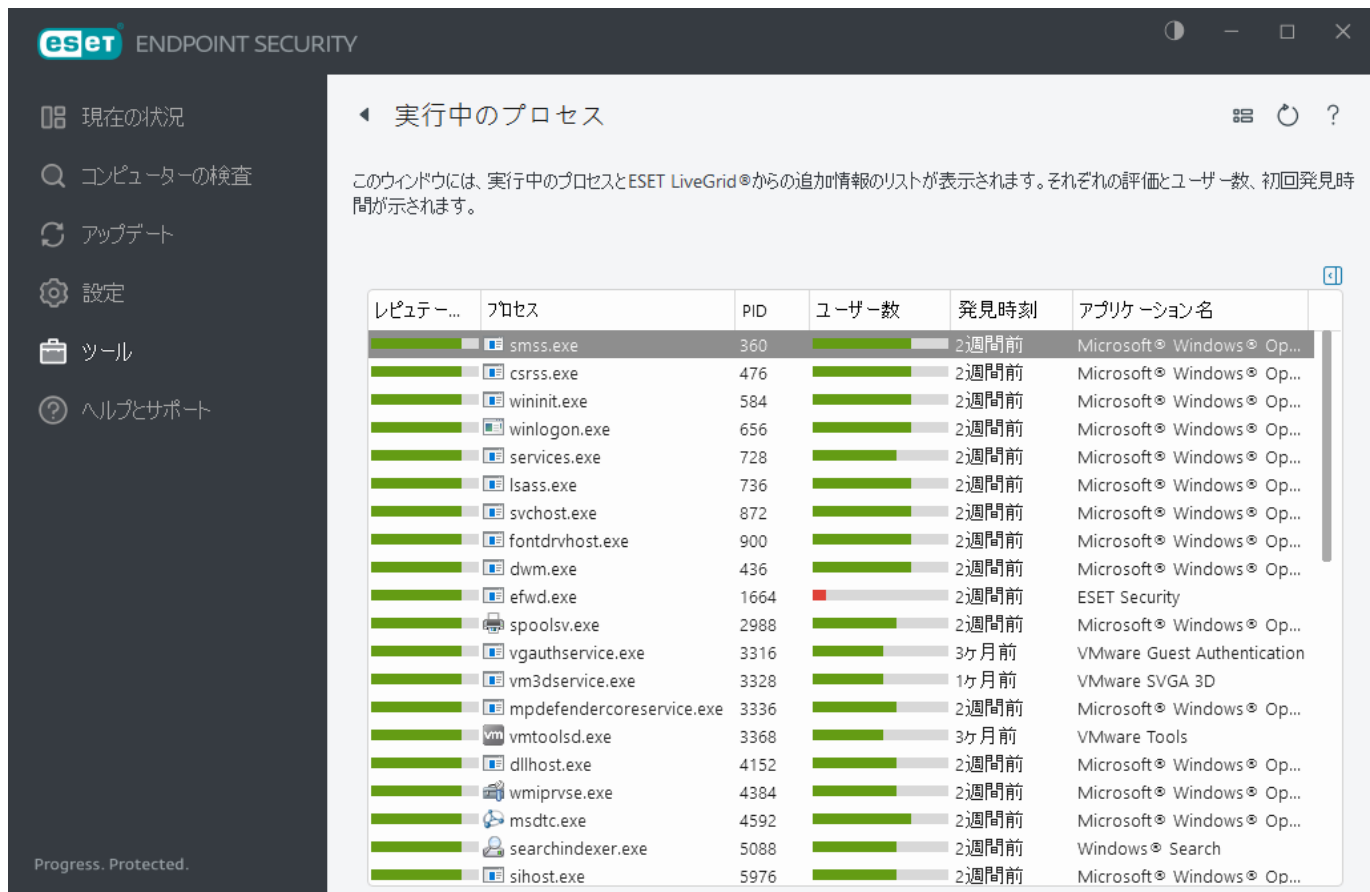 eset ENDPOINT SECURITY
現在の状況
コンピューターの検査
アップデート
設定
ツール
ヘルプとサポート
Progress. Protected.
実行中のプロセス
?
このウィンドウには、実行中のプロセスとESET LiveGrid®からの追加情報のリストが表示されます。それぞれの評価とユーザー数、初回発見時
間が示されます。
レピュテー... プロセス PID ユーザー数 発見時刻 アプリケーション名
smss.exe 360 2週間前 Microsoft® Windows® Op...
csrss.exe 476 2週間前 Microsoft® Windows® Op...
wininit.exe 584 2週間前 Microsoft® Windows® Op...
winlogon.exe 656 2週間前 Microsoft® Windows® Op...
services.exe 728 2週間前 Microsoft® Windows® Op...
lsass.exe 736 2週間前 Microsoft® Windows® Op...
svchost.exe 872 2週間前 Microsoft® Windows® Op...
fontdrvhost.exe 900 2週間前 Microsoft® Windows® Op...
dwm.exe 436 2週間前 Microsoft® Windows® Op...
efwd.exe 1664 2週間前 ESET Security
spoolsv.exe 2988 2週間前 Microsoft® Windows® Op...
vgauthservice.exe 3316 3ヶ月前 VMware Guest Authentication
vm3dservice.exe 3328 1ヶ月前 VMware SVGA 3D
mpdefendercoreservice.exe 3336 2週間前 Microsoft® Windows® Op...
vm vmtoolsd.exe 3368 3ヶ月前 VMware Tools
dllhost.exe 4152 2週間前 Microsoft® Windows® Op...
wmiprvse.exe 4384 2週間前 Microsoft® Windows® Op...
msdtc.exe 4592 2週間前 Microsoft® Windows® Op...
searchindexer.exe 5088 2週間前 Windows® Search
sihost.exe 5976 2週間前 Microsoft® Windows® Op...